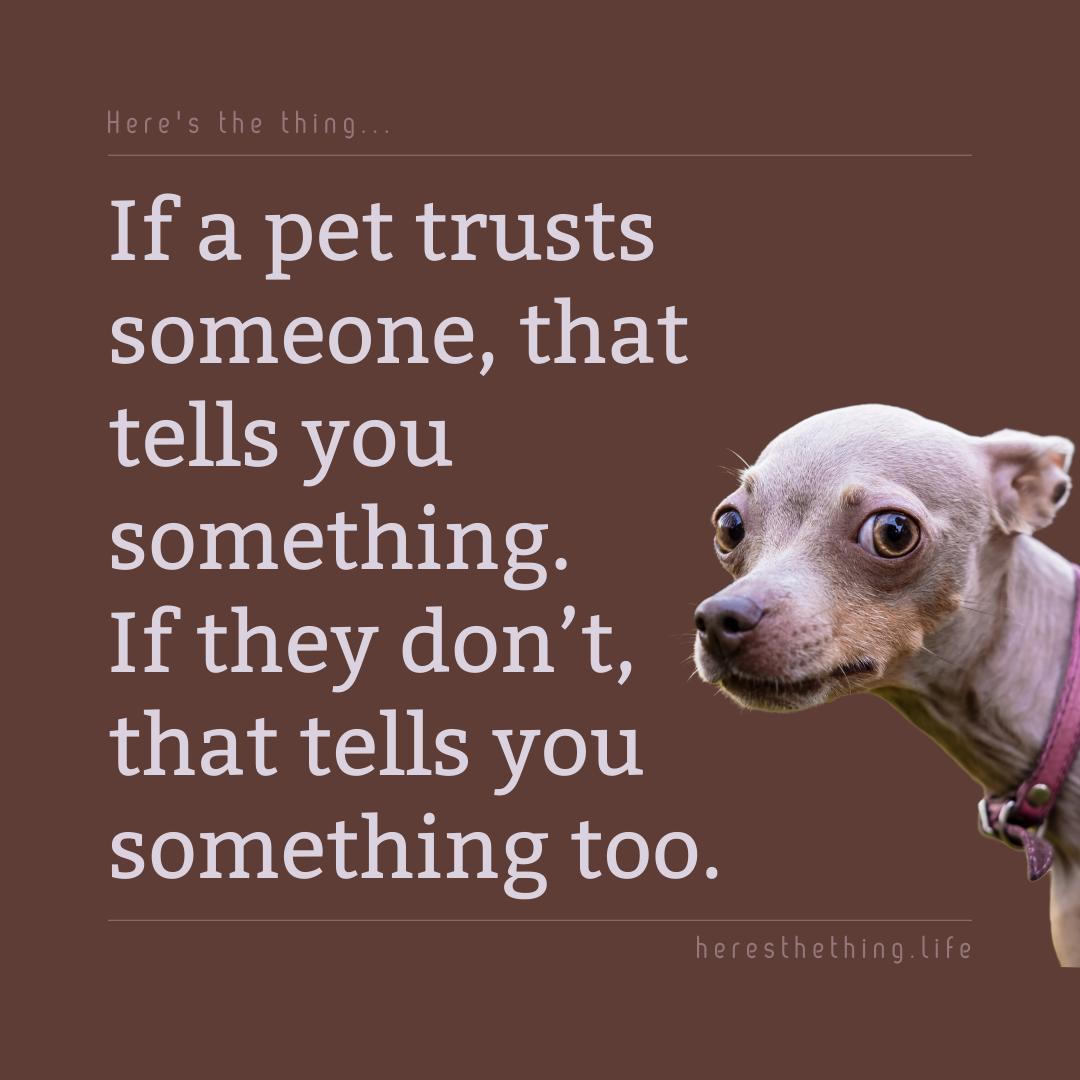 Here's the thing...
If a pet trusts
someone, that
tells you
something.
If they don’t,
that tells you
something too.
heresthething.life